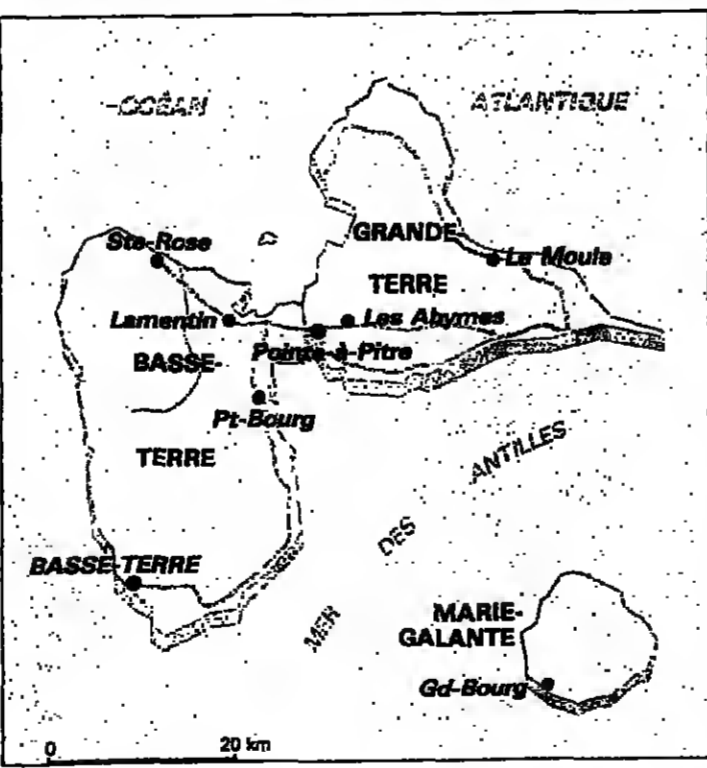 OCÉAN
ATLANTIQUE
GRANDE
Ste-Rose
Le Moule
TERRE
Lamentin
Les Abymes
Pointe-à-Pitre
BASSE-
Pt-Bourg
TERRE
ANTILLES
DES
BASSE-TERRE
MER
MARIE-
GALANTE
Gd-Bourg
0
20 km